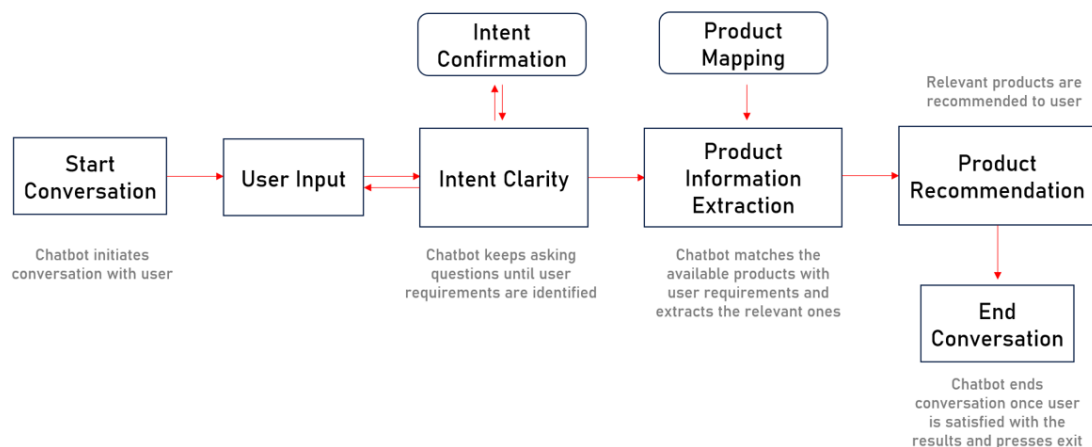 Intent
Confirmation
Product
Mapping
Relevant products are
recommended to user
Start
Conversation
User Input
Intent Clarity
Product
Information
Extraction
Product
Recommendation
Chatbot initiates
conversation with user
Chatbot keeps asking
questions until user
requirements are identified
Chatbot matches the
available products with
user requirements and
extracts the relevant ones
End
Conversation
Chatbot ends
conversation once user
is satisfied with the
results and presses exit